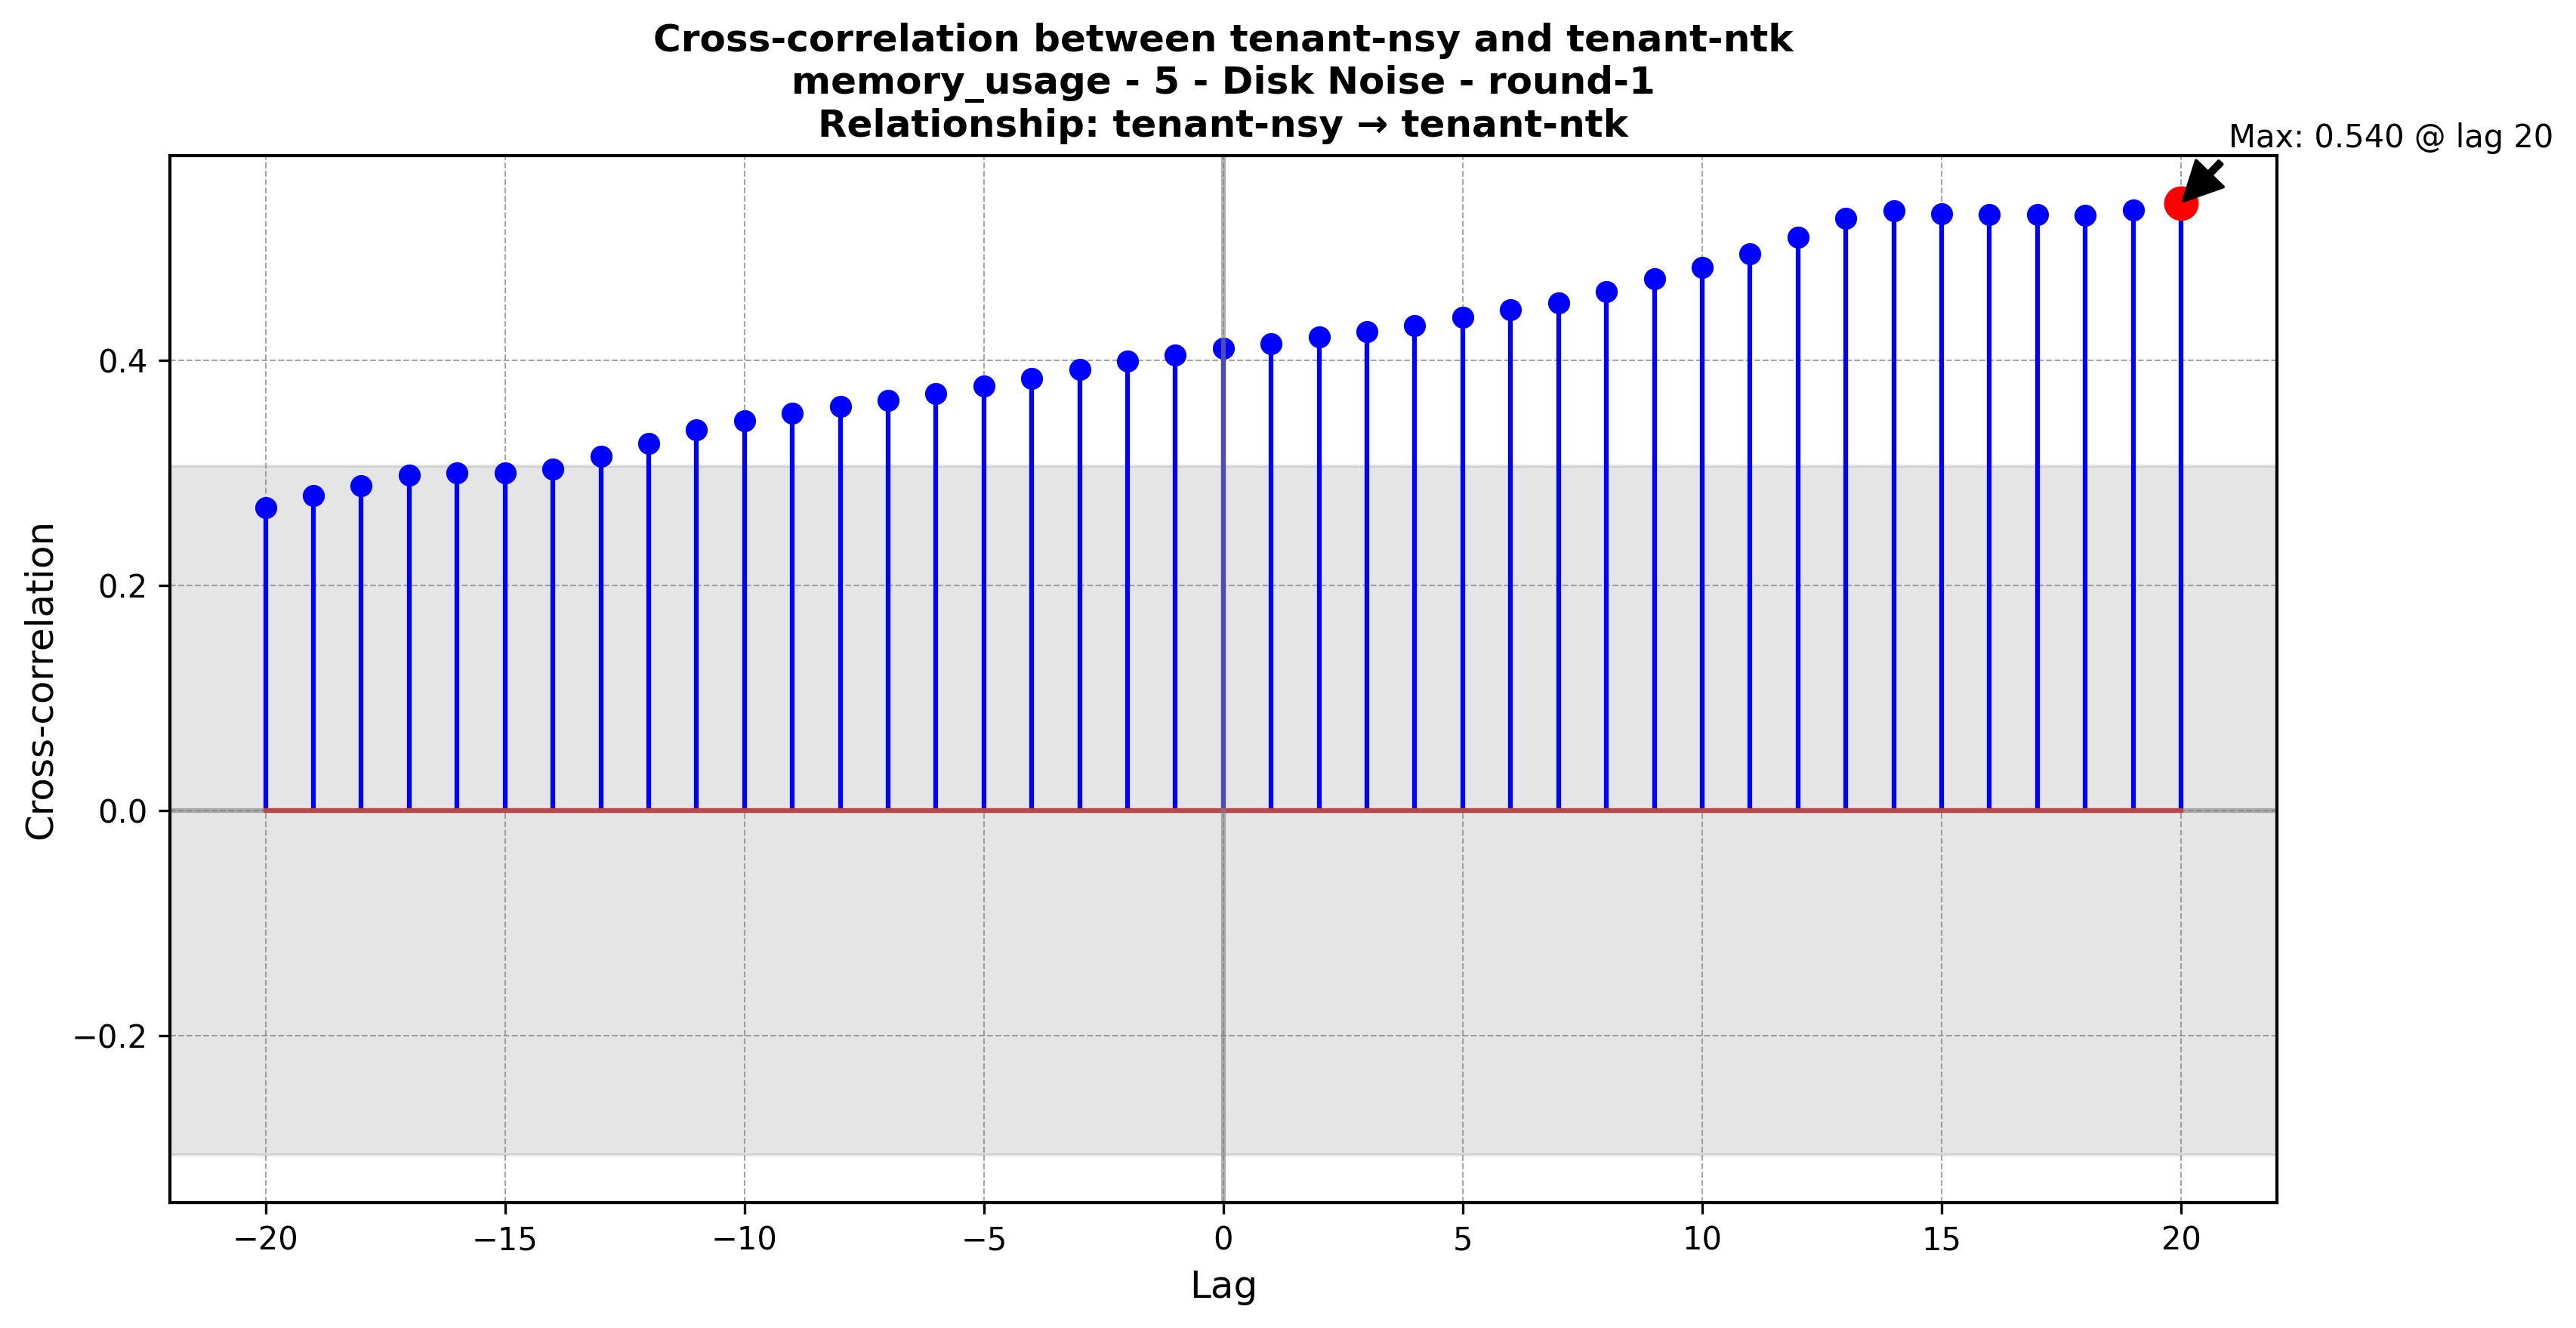 Cross-correlation between tenant-nsy and tenant-ntk
memory_usage - 5 - Disk Noise - round-1
Relationship: tenant-nsy → tenant-ntk
Max: 0.540 @ lag 20
Cross-correlation
0.4
0.2
0.0
−0.2
−20 −15 −10 −5 0 5 10 15 20
Lag